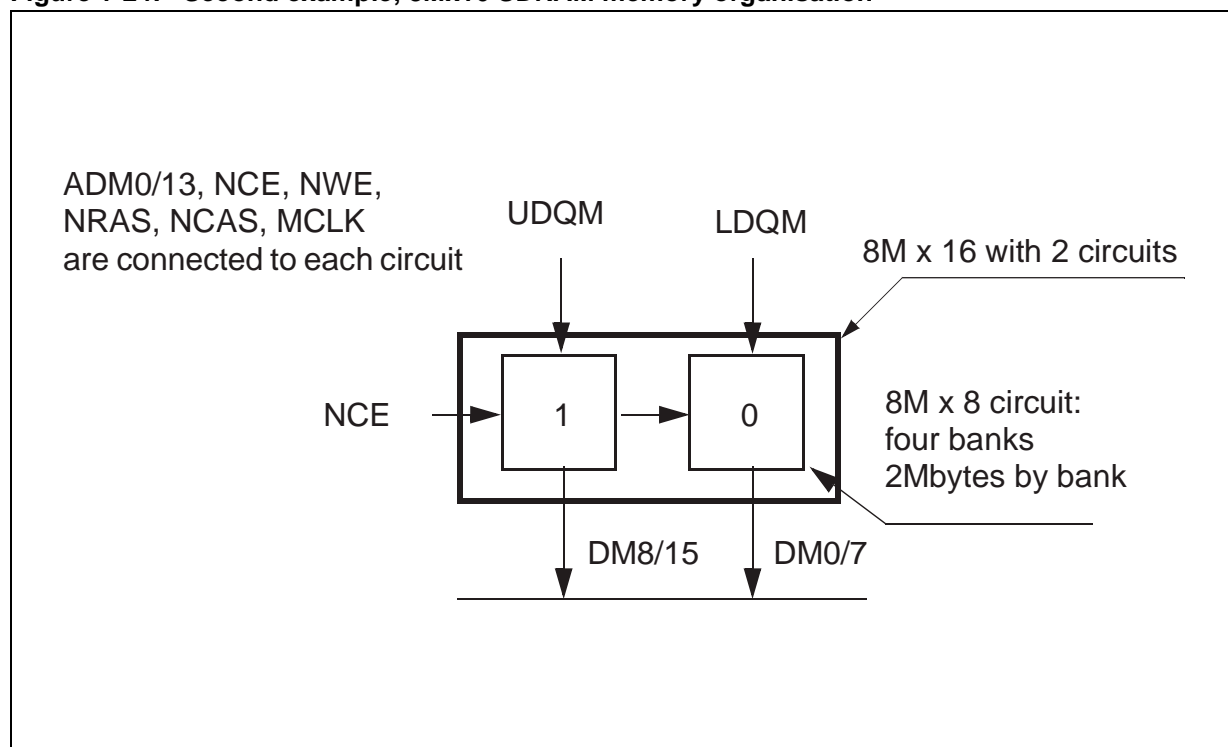 ADM0/13, NCE, NWE,
NRAS, NCAS, MCLK
are connected to each circuit
UDQM
LDQM
8M x 16 with 2 circuits
NCE
1
0
8M x 8 circuit:
four banks
2Mbytes by bank
DM8/15
DM0/7